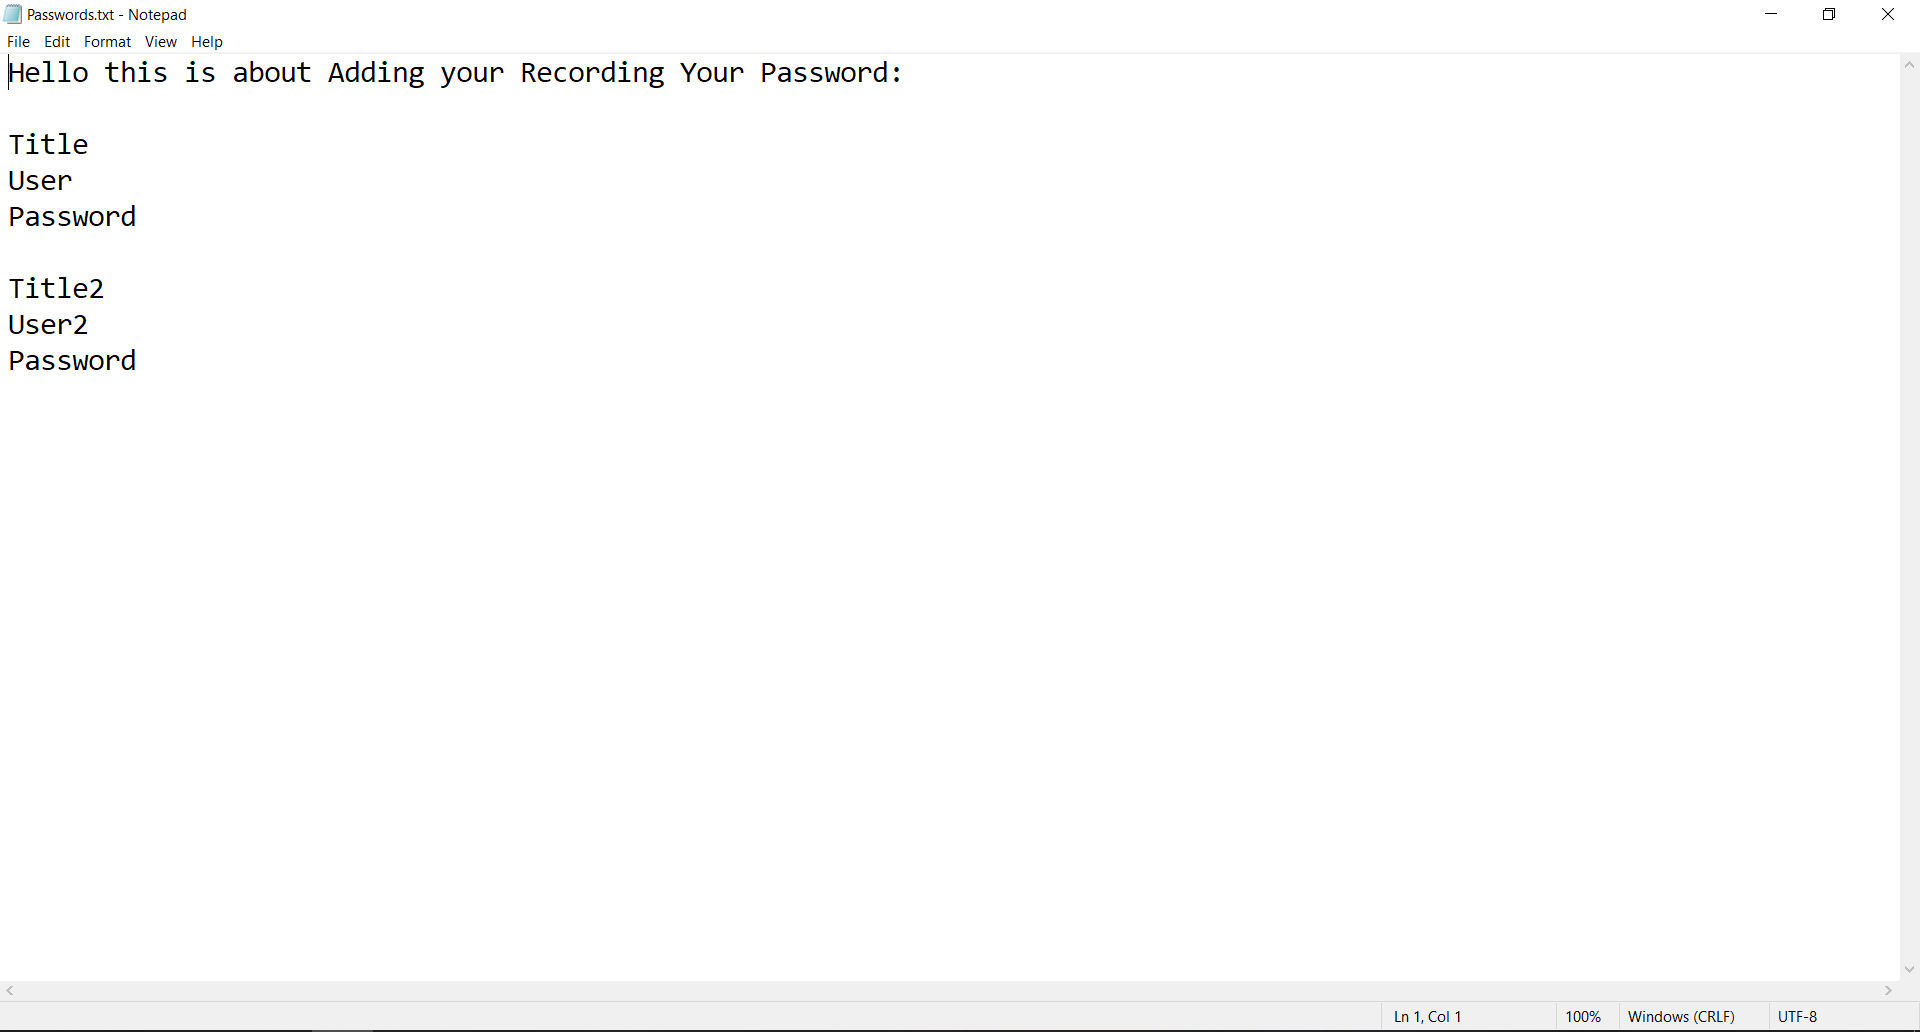 Passwords.txt - Notepad
File Edit Format View Help
Hello this is about Adding your Recording Your Password:
Title
User
Password
Title2
User2
Password
Ln 1, Col 1 100% Windows (CRLF) UTF-8